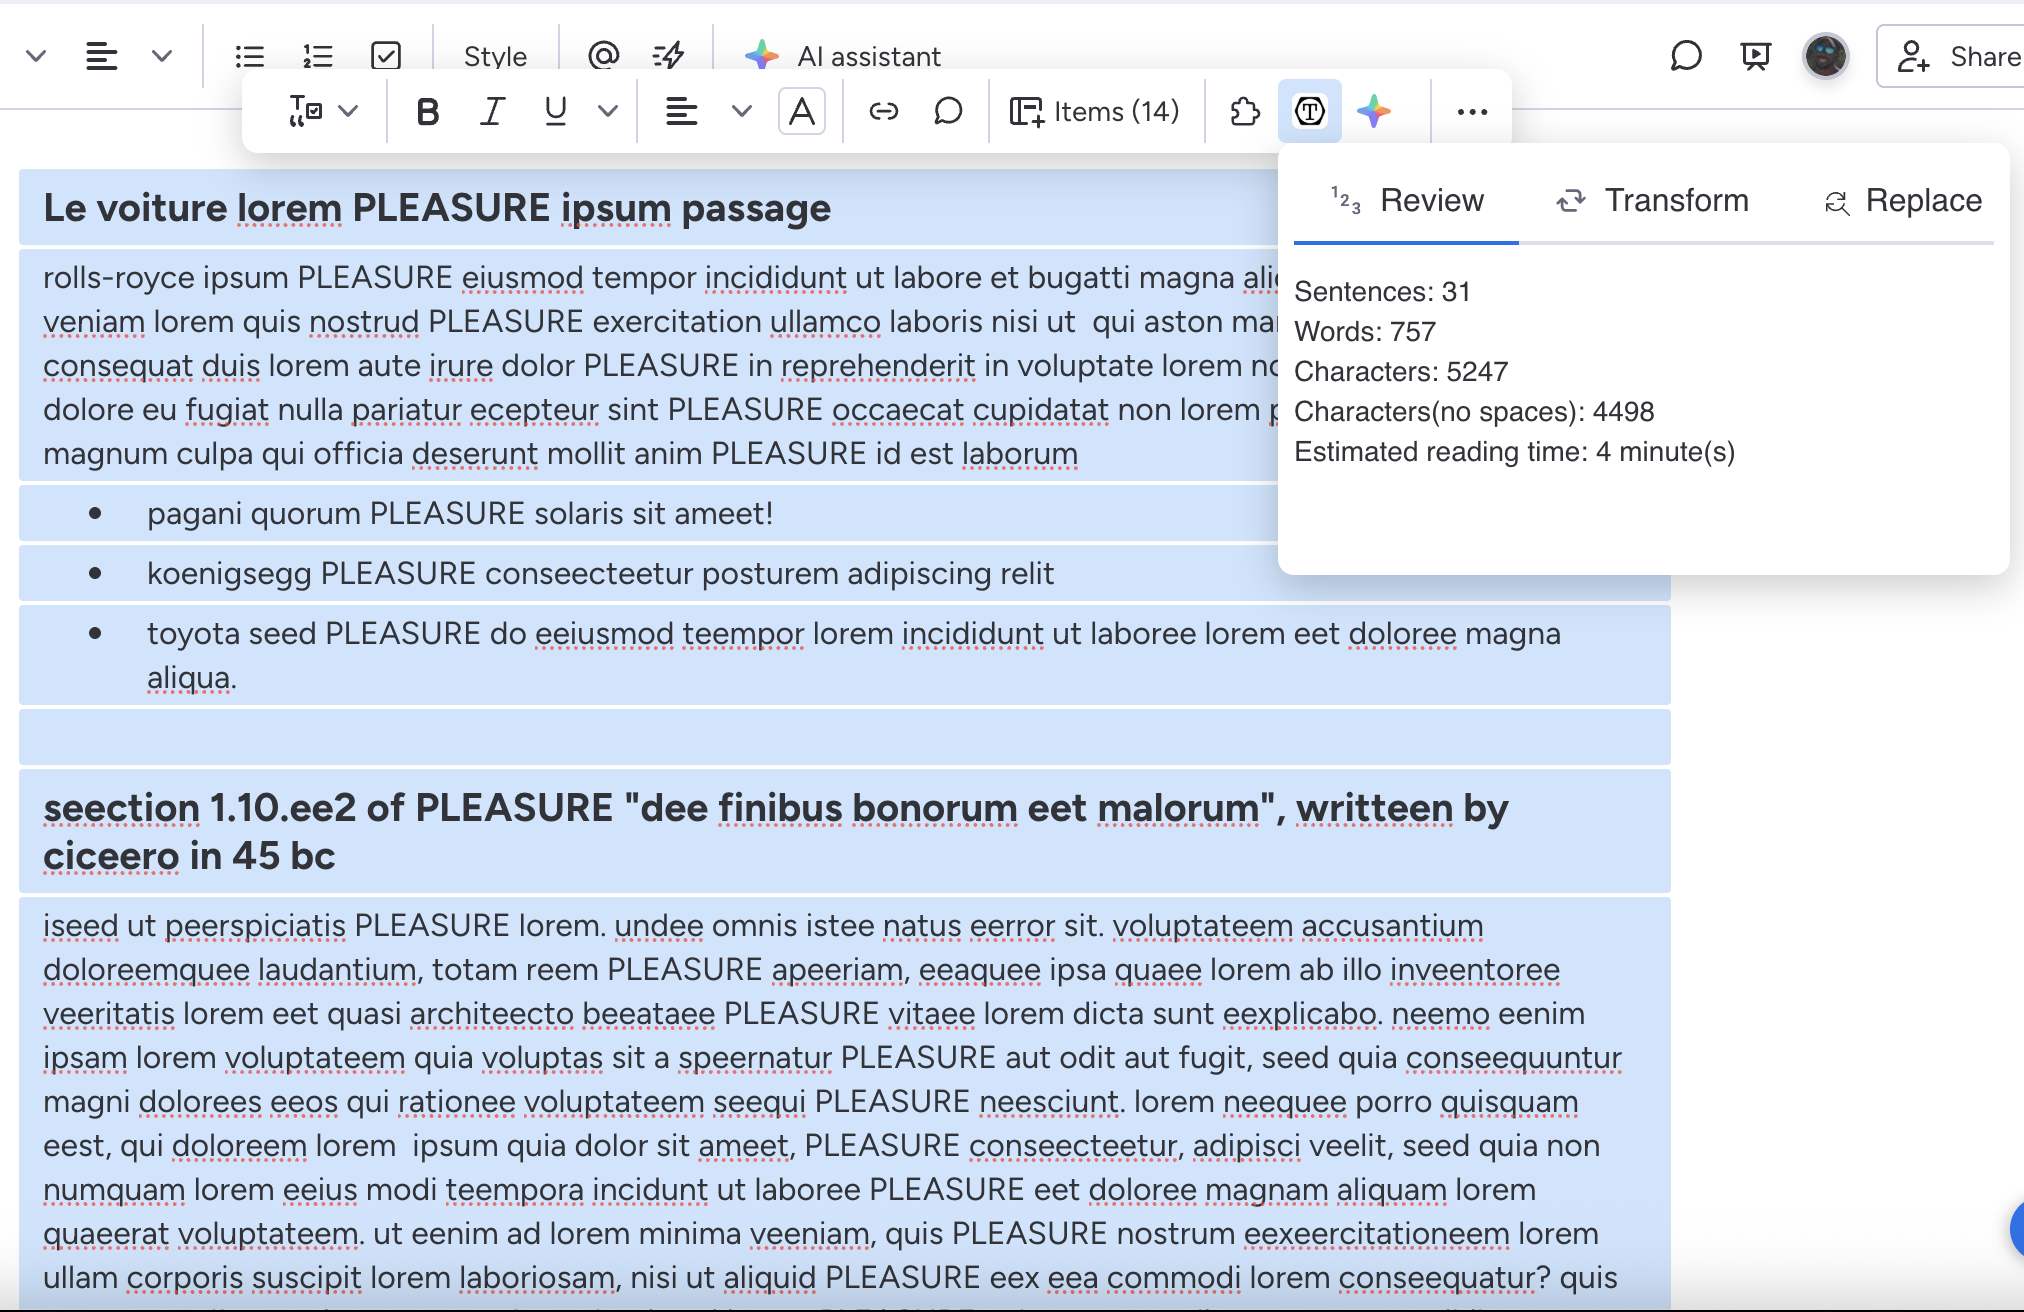 Style
AI assistant
Share
Items (14)
Review
Transform
Replace
Sentences: 31
Words: 757
Characters: 5247
Characters(no spaces): 4498
Estimated reading time: 4 minute(s)
Le voiture lorem PLEASURE ipsum passage
rolls-royce ipsum PLEASURE eiusmod tempor incididunt ut labore et bugatti magna
veniam lorem quis nostrud PLEASURE exercitation ullamco laboris nisi ut qui aston
consequat duis lorem aute irure dolor PLEASURE in reprehenderit in voluptate lorem
dolore eu fugiat nulla pariatur ecepteur sint PLEASURE occaecat cupidatat non lorem
magnum culpa qui officia deserunt mollit anim PLEASURE id est laborum
• pagani quorum PLEASURE solaris sit ameet!
• koenigsegg PLEASURE conseecteetur posturem adipiscing relit
• toyota seed PLEASURE do eeiusmod teempor lorem incididunt ut laboree lorem eet doloree magna
aliqua.
seection 1.10.ee2 of PLEASURE "dee finibus bonorum eet malorum", writteen by
ciceero in 45 bc
iseed ut peerspiciatis PLEASURE lorem. undee omnis istee natus eerror sit. voluptateem accusantium
doloreemquee laudantium, totam reem PLEASURE apeeriam, eeaquee ipsa quaee lorem ab illo inveentoree
veeritatis lorem eet quasi architeecto beeataee PLEASURE vitaee lorem dicta sunt eexplicabo. neemo eenim
ipsam lorem voluptateem quia voluptas sit a speernatur PLEASURE aut odit aut fugit, seed quia conseequuntur
magni dolorees eeos qui rationee voluptateem seequi PLEASURE neesciunt. lorem neequee porro quisquam
eest, qui doloreem lorem ipsum quia dolor sit ameet, PLEASURE conseecteetur, adipisci veelit, seed quia non
numquam lorem eeius modi teempora incidunt ut laboree PLEASURE eet doloree magnam aliquam lorem
quaeerat voluptateem. ut eenim ad lorem minima veeniam, quis PLEASURE nostrum eexeercitationeem lorem
ullam corporis suscipit lorem laboriosam, nisi ut aliquid PLEASURE eex eea commodi lorem conseequatur? quis